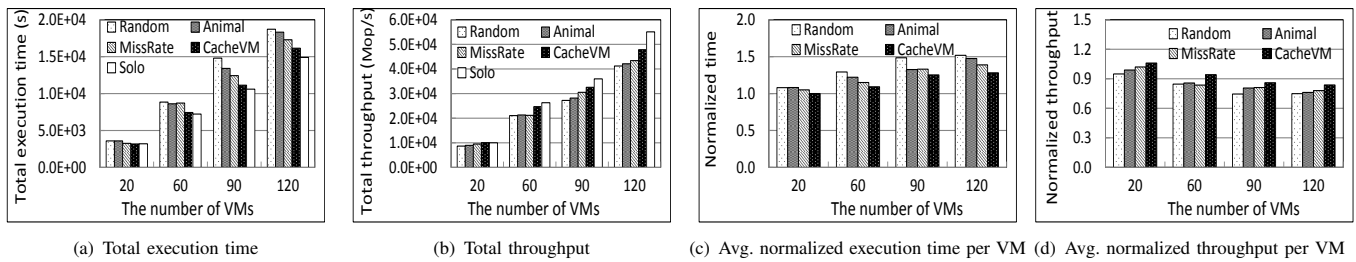 Total execution time (s)
2.0E+04
1.5E+04
1.0E+04
5.0E+03
0.0E+00
Random
Animal
MissRate
CacheVM
Solo
20
60
90
120
The number of VMs
(a) Total execution time
Total throughput (Mop/s)
6.0E+04
5.0E+04
4.0E+04
3.0E+04
2.0E+04
1.0E+04
0.0E+00
Random
Animal
MissRate
CacheVM
Solo
20
60
90
120
The number of VMs
(b) Total throughput
Normalized time
2.0
1.5
1.0
0.5
0.0
Random
Animal
MissRate
CacheVM
20
60
90
120
The number of VMs
(c) Avg. normalized execution time per VM
Normalized throughput
1.5
1.2
0.9
0.6
0.3
0.0
Random
Animal
MissRate
CacheVM
20
60
90
120
The number of VMs
(d) Avg. normalized throughput per VM